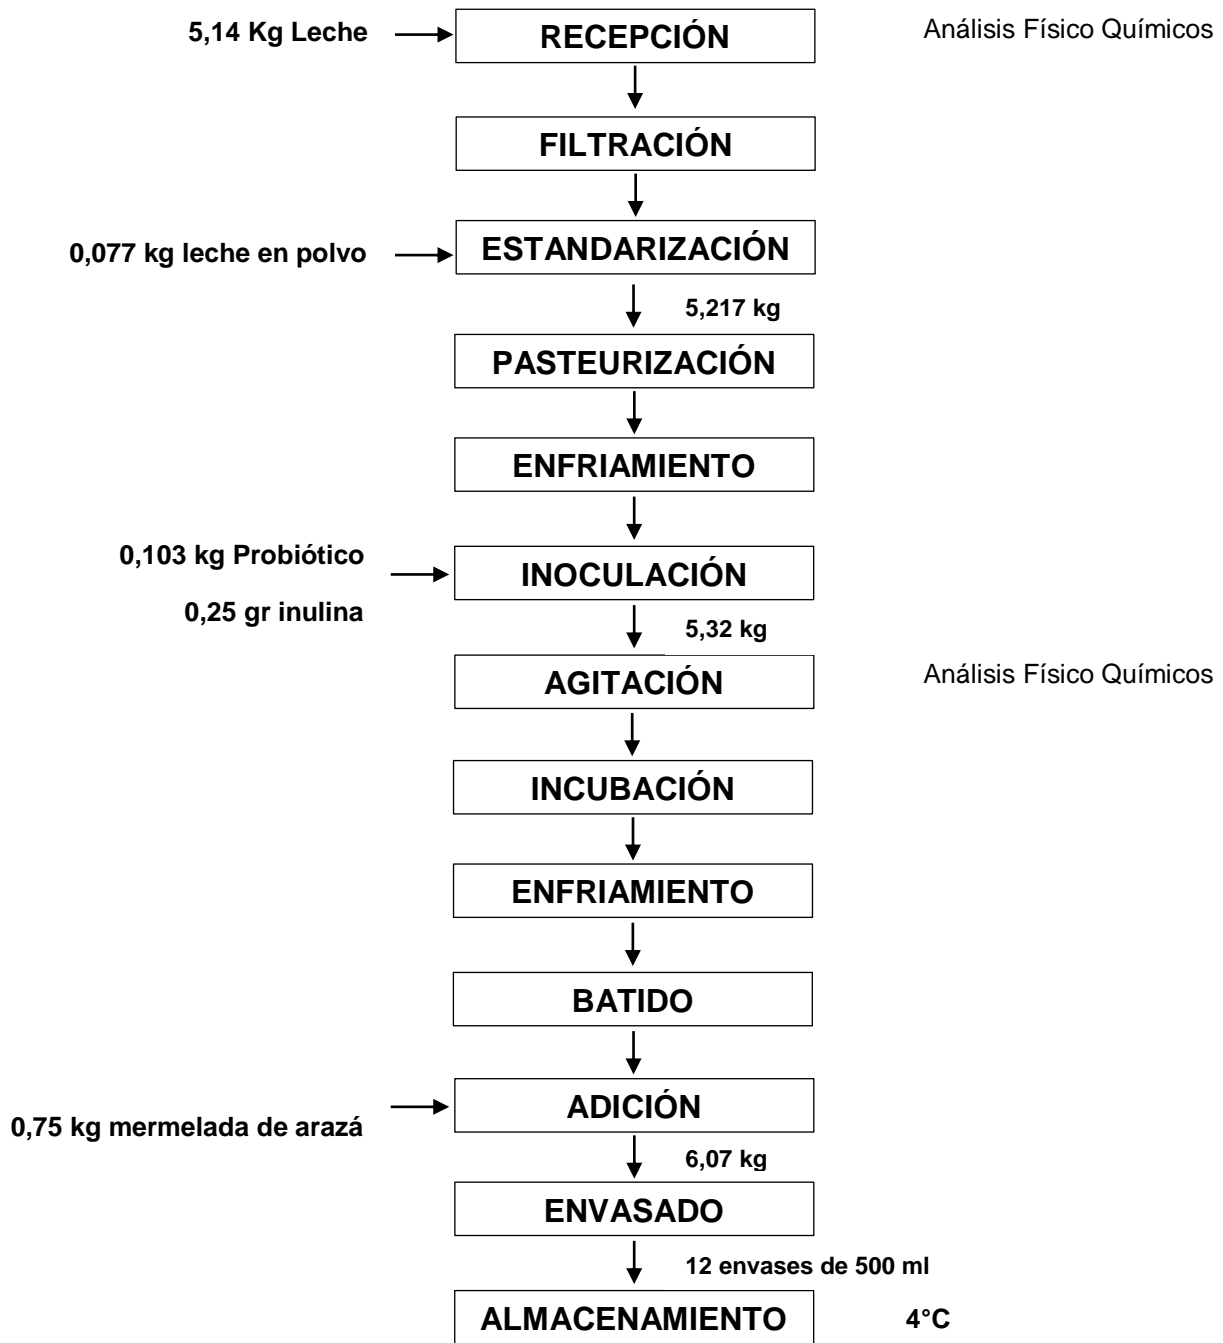 5,14 Kg Leche
RECEPCIÓN
Análisis Físico Químicos
FILTRACIÓN
0,077 kg leche en polvo
ESTANDARIZACIÓN
5,217 kg
PASTEURIZACIÓN
ENFRIAMIENTO
0,103 kg Probiótico
INOCULACIÓN
0,25 gr inulina
5,32 kg
AGITACIÓN
Análisis Físico Químicos
INCUBACIÓN
ENFRIAMIENTO
BATIDO
ADICIÓN
0,75 kg mermelada de arazá
6,07 kg
ENVASADO
12 envases de 500 ml
ALMACENAMIENTO
4°C